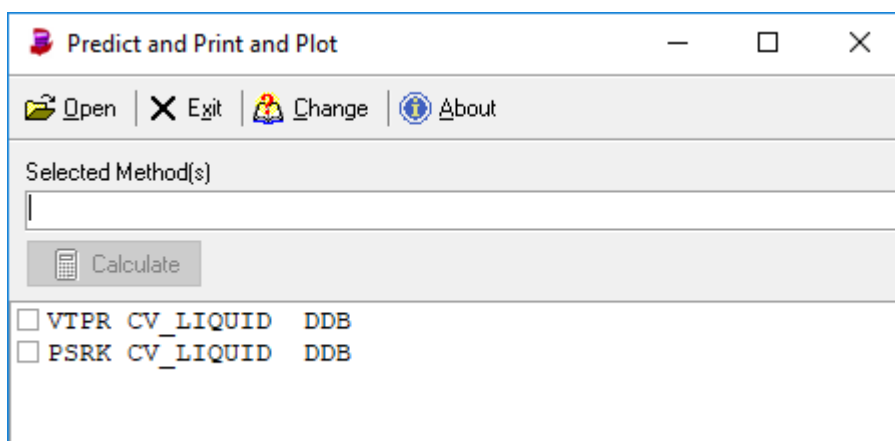 Predict and Print and Plot
Open Exit Change About
Selected Method(s)
Calculate
VTPR CV_LIQUID DDB
PSRK CV_LIQUID DDB